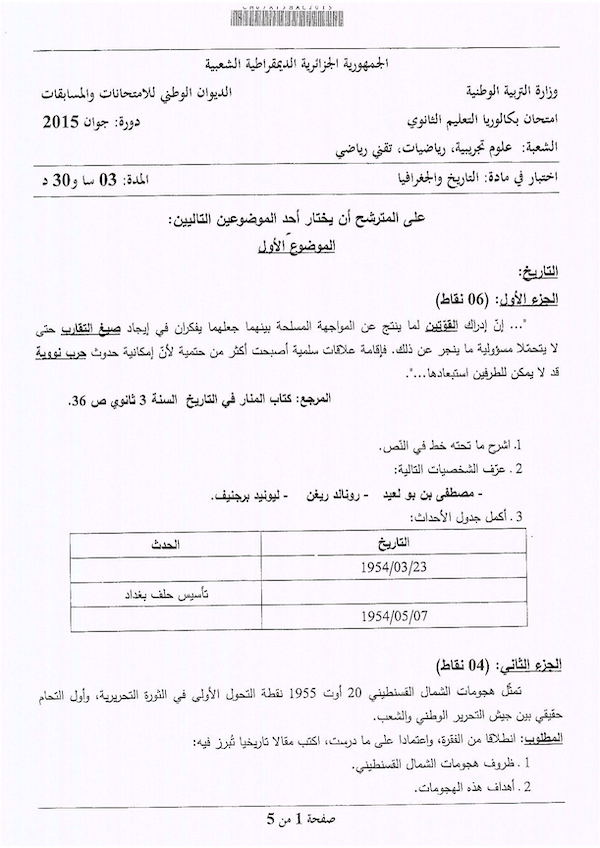 الجمهورية الجزائرية الديمقراطية الشعبية
وزارة التربية الوطنية الديوان الوطني للامتحانات والمسابقات
امتحان بكالوريا التعليم الثانوي دورة: جوان 2015
الشعبة: علوم تجريبية، رياضيات، تقني رياضي
اختبار في مادة: التاريخ والجغرافيا المدة: 03 سا و30 د
على المترشح أن يختار أحد الموضوعين التاليين:
الموضوع الأول
التاريخ:
الجزء الأول: (06 نقاط)
"... إنّ إدراك القوّتين لما ينتج عن المواجهة المسلحة بينهما جعلهما يفكران في إيجاد صيغ التقارب حتى
لا يتحمّلا مسؤولية ما ينجر عن ذلك. فإقامة علاقات سلمية أصبحت أكثر من حتمية لأنّ إمكانية حدوث حرب نووية
قد لا يمكن للطرفين استبعادها...".
المرجع: كتاب المنار في التاريخ السنة 3 ثانوي ص 36.
1. اشرح ما تحته خط في النّص.
2. عرّف الشخصيات التالية:
- مصطفى بن بو لعيد - رونالد ريغن - ليونيد برجنيف.
3. أكمل جدول الأحداث:
التاريخ الحدث
1954/03/23
تأسيس حلف بغداد
1954/05/07
الجزء الثاني: (04 نقاط)
تمثّل هجومات الشمال القسنطيني 20 أوت 1955 نقطة التحول الأولى في الثورة التحريرية، وأول التحام
حقيقي بين جيش التحرير الوطني والشعب.
المطلوب: انطلاقا من الفقرة، واعتمادا على ما درست، اكتب مقالا تاريخيا تُبرز فيه:
1. ظروف هجومات الشمال القسنطيني.
2. أهداف هذه الهجومات.
صفحة 1 من 5